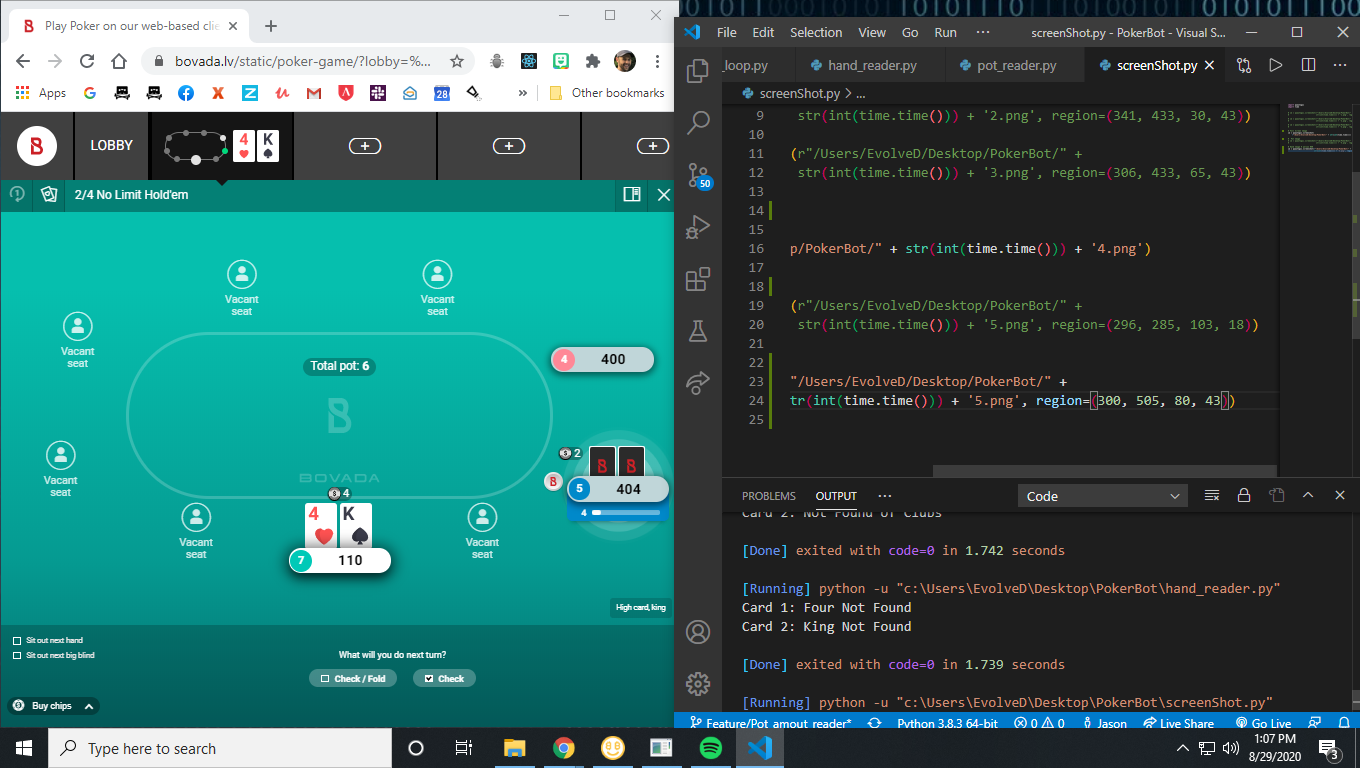 Play Poker on our web-based clie
bovada.lv/static/poker-game/?lobby=%...
Apps
28
»
Other bookmarks
B
LOBBY
4 K
2/4 No Limit Hold'em
Vacant
seat
Vacant
seat
Vacant
seat
Total pot: 6
4 400
B
BOVADA
Vacant
seat
2
B B
B
5 404
4
4
4 K
Vacant
seat
7 110
Vacant
seat
High card, king
Sit out next hand
Sit out next big blind
What will you do next turn?
Check / Fold
Check
Buy chips
File Edit Selection View Go Run ···
screenShot.py - PokerBot - Visual S...
_loop.py
hand_reader.py
pot_reader.py
screenShot.py
screenShot.py > ...
50
9 str(int(time.time())) + '2.png', region=(341, 433, 30, 43))
10
11 (r"/Users/EvolveD/Desktop/PokerBot/" +
12 str(int(time.time())) + '3.png', region=(306, 433, 65, 43))
13
14
15
16 p/PokerBot/" + str(int(time.time())) + '4.png')
17
18
19 (r"/Users/EvolveD/Desktop/PokerBot/" +
20 str(int(time.time())) + '5.png', region=(296, 285, 103, 18))
21
22
23 "/Users/EvolveD/Desktop/PokerBot/" +
24 tr(int(time.time())) + '5.png', region=(300, 505, 80, 43))
25
PROBLEMS OUTPUT ···
Code
Card 2: Not Found of Clubs
[Done] exited with code=0 in 1.742 seconds
[Running] python -u "c:\Users\EvolveD\Desktop\PokerBot\hand_reader.py"
Card 1: Four Not Found
Card 2: King Not Found
[Done] exited with code=0 in 1.739 seconds
[Running] python -u "c:\Users\EvolveD\Desktop\PokerBot\screenShot.py"
Feature/Pot_amout_reader* Python 3.8.3 64-bit 0 0 Jason Live Share Go Live
Type here to search
1:07 PM
8/29/2020
3